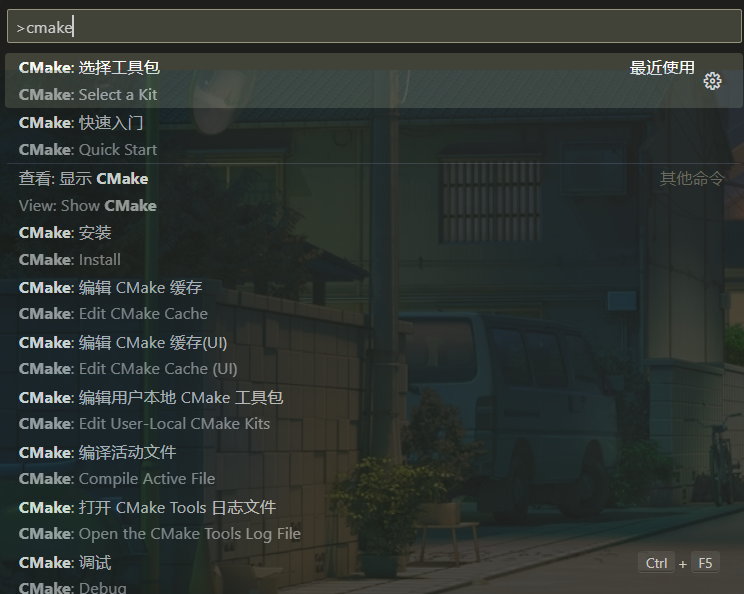 >cmake
CMake: 选择工具包 最近使用
CMake: Select a Kit
CMake: 快速入门
CMake: Quick Start
查看: 显示 CMake 其他命令
View: Show CMake
CMake: 安装
CMake: Install
CMake: 编辑 CMake 缓存
CMake: Edit CMake Cache
CMake: 编辑 CMake 缓存(UI)
CMake: Edit CMake Cache (UI)
CMake: 编辑用户本地 CMake 工具包
CMake: Edit User-Local CMake Kits
CMake: 编译活动文件
CMake: Compile Active File
CMake: 打开 CMake Tools 日志文件
CMake: Open the CMake Tools Log File
CMake: 调试 Ctrl + F5
CMake: Debug